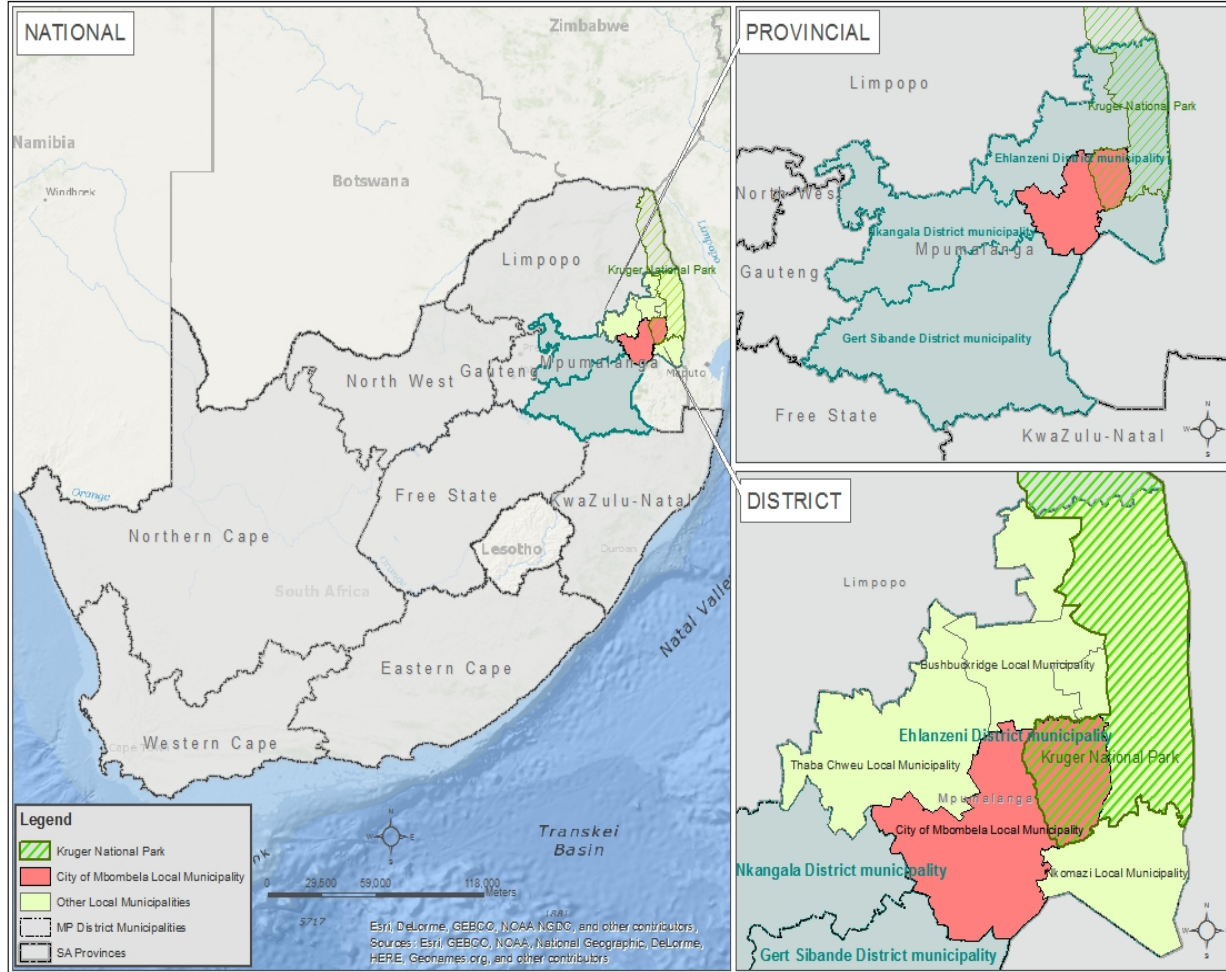 NATIONAL
Zimbabwe
Namibia
Windhoek
Botswana
Limpopo
Limpopo
Kruger National Park
Mpumalanga
Maputo
Gauteng
North West
Free State
KwaZulu-Natal
Lesotho
Durban
Orange
Northern Cape
South Africa
Eastern Cape
Western Cape
Natal Valley
Transkei
Basin
5717
1881
N
W
E
S
0
29,500
59,000
118,000
Meters
Esri, DeLorme, GEBCO, NOAA NGDC, and other contributors,
Sources: Esri, GEBCO, NOAA, National Geographic, DeLorme,
HERE, Geonames.org, and other contributors
Legend
Kruger National Park
City of Mbombela Local Municipality
Other Local Municipalities
MP District Municipalities
SA Provinces
PROVINCIAL
Limpopo
Kruger National Park
Ehlanzeni District municipality
North Wes
Nkangala District municipality
Mpumalanga
Gauteng
Gert Sibande District municipality
Free State
KwaZulu-Natal
N
W
S
DISTRICT
Limpopo
Bushbuckridge Local Municipality
Ehlanzeni District municipality
Kruger National Park
Thaba Chweu Local Municipality
Mpumalanga
City of Mbombela Local Municipality
Nkangala District municipality
Nkomazi Local Municipality
Gert Sibande District municipality
N
W
S